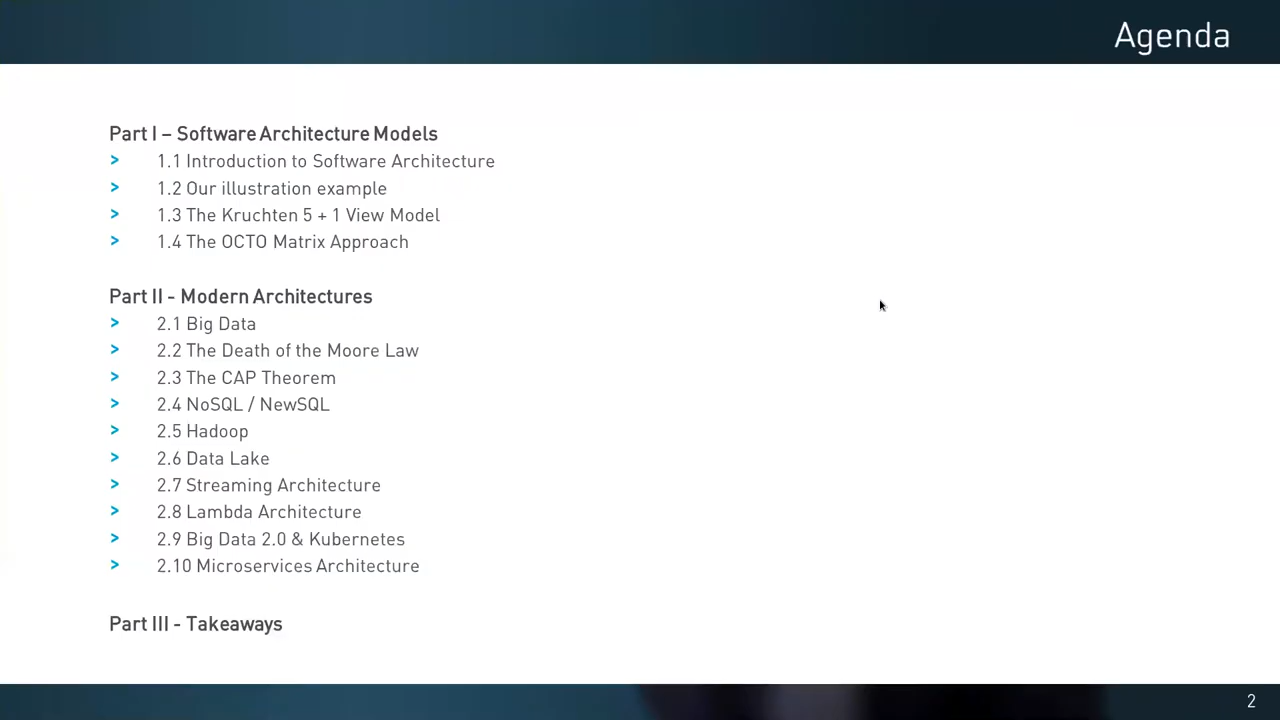 Agenda
Part I – Software Architecture Models
> 1.1 Introduction to Software Architecture
> 1.2 Our illustration example
> 1.3 The Kruchten 5 + 1 View Model
> 1.4 The OCTO Matrix Approach
Part II - Modern Architectures
> 2.1 Big Data
> 2.2 The Death of the Moore Law
> 2.3 The CAP Theorem
> 2.4 NoSQL / NewSQL
> 2.5 Hadoop
> 2.6 Data Lake
> 2.7 Streaming Architecture
> 2.8 Lambda Architecture
> 2.9 Big Data 2.0 & Kubernetes
> 2.10 Microservices Architecture
Part III - Takeaways
2